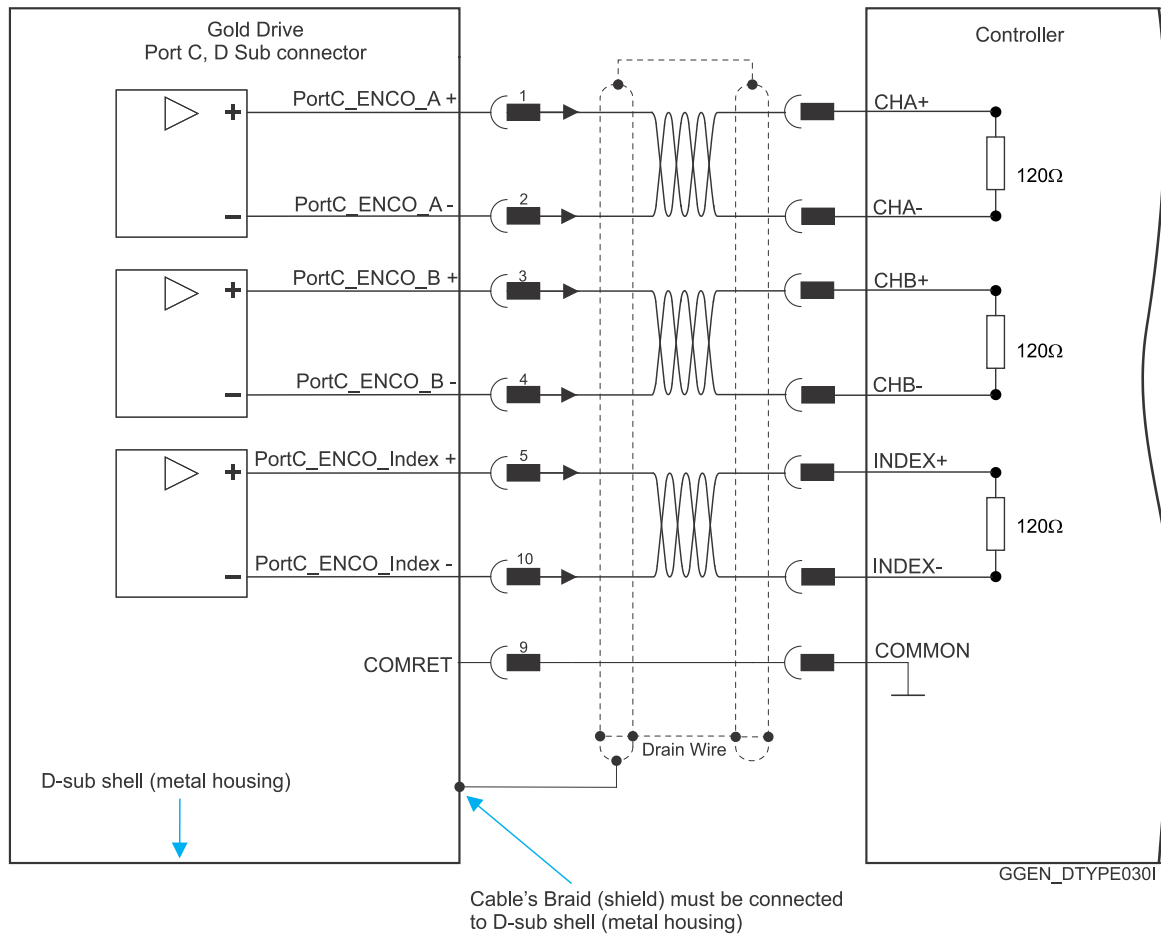 Gold Drive
Port C, D Sub connector
Controller
PortC_ENCO_A +
1
CHA+
+
120Ω
PortC_ENCO_A -
2
CHA-
−
PortC_ENCO_B +
3
CHB+
+
120Ω
PortC_ENCO_B -
4
CHB-
−
PortC_ENCO_Index +
5
INDEX+
+
120Ω
PortC_ENCO_Index -
10
INDEX-
−
COMRET
9
COMMON
Drain Wire
D-sub shell (metal housing)
GGEN_DTYPE030I
Cable's Braid (shield) must be connected
to D-sub shell (metal housing)